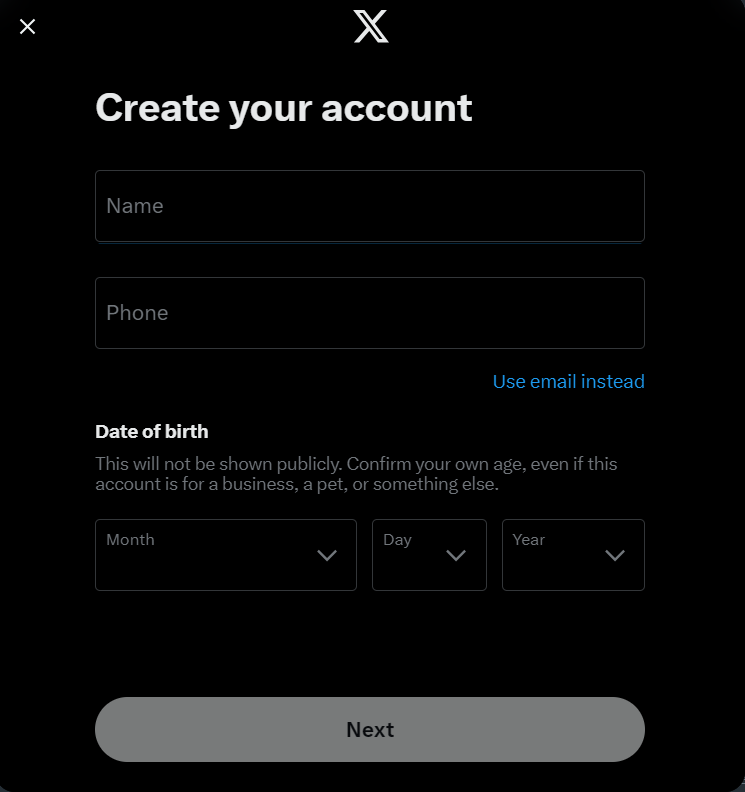 Create your account
Name
Phone
Use email instead
Date of birth
This will not be shown publicly. Confirm your own age, even if this
account is for a business, a pet, or something else.
Month Day Year
Next